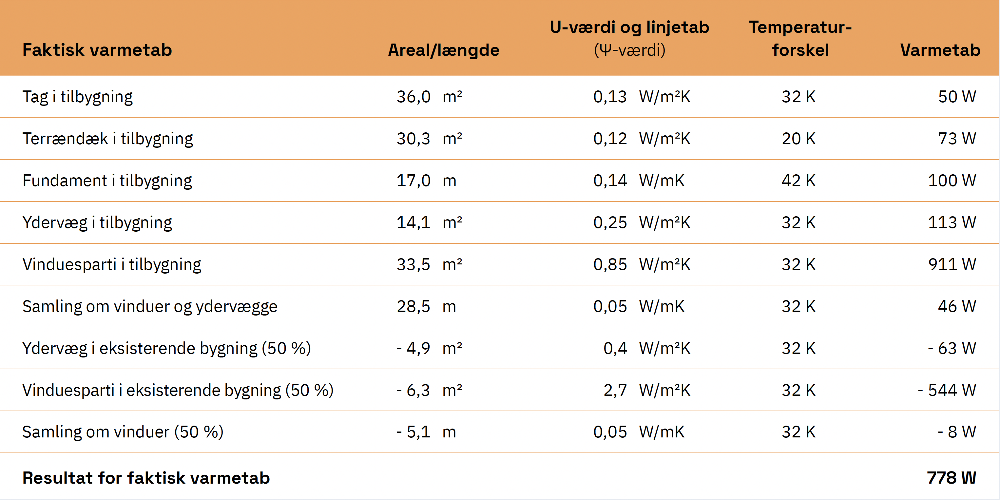 Faktisk varmetab Areal/længde U-værdi og linjetab (Ψ-værdi) Temperatur-forskel Varmetab
Tag i tilbygning 36,0 m² 0,13 W/m²K 32 K 50 W
Terrændæk i tilbygning 30,3 m² 0,12 W/m²K 20 K 73 W
Fundament i tilbygning 17,0 m 0,14 W/mK 42 K 100 W
Ydervæg i tilbygning 14,1 m² 0,25 W/m²K 32 K 113 W
Vinduesparti i tilbygning 33,5 m² 0,85 W/m²K 32 K 911 W
Samling om vinduer og ydervægge 28,5 m 0,05 W/mK 32 K 46 W
Ydervæg i eksisterende bygning (50 %) - 4,9 m² 0,4 W/m²K 32 K - 63 W
Vinduesparti i eksisterende bygning (50 %) - 6,3 m² 2,7 W/m²K 32 K - 544 W
Samling om vinduer (50 %) - 5,1 m 0,05 W/mK 32 K - 8 W
Resultat for faktisk varmetab 778 W